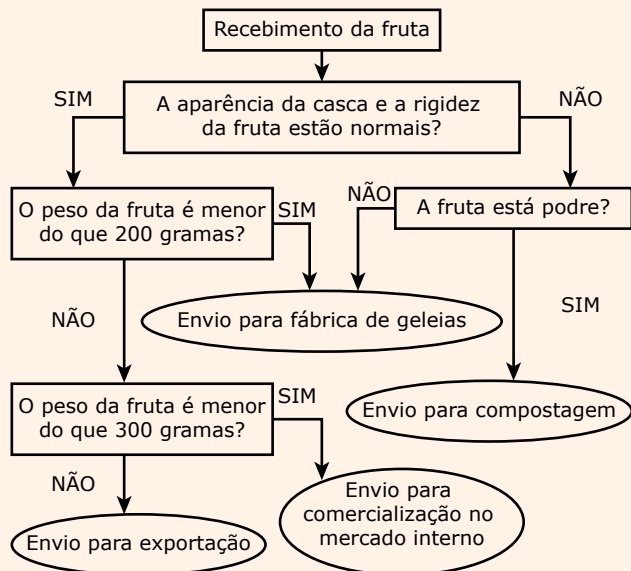 Recebimento da fruta
SIM
A aparência da casca e a rigidez
da fruta estão normais?
NÃO
O peso da fruta é menor
do que 200 gramas?
SIM
NÃO
A fruta está podre?
NÃO
Envio para fábrica de geleias
SIM
O peso da fruta é menor
do que 300 gramas?
SIM
Envio para compostagem
NÃO
Envio para exportação
Envio para
comercialização no
mercado interno